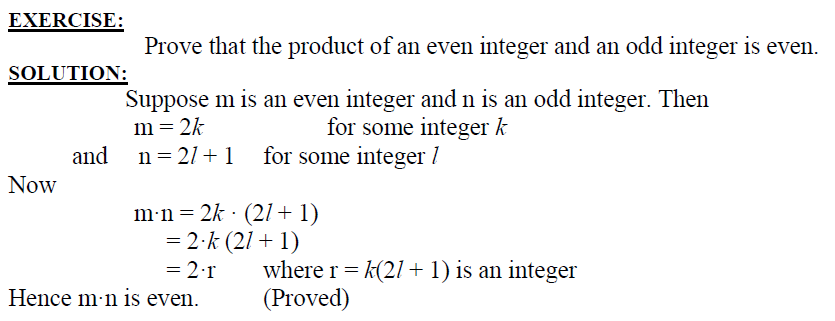 EXERCISE:
Prove that the product of an even integer and an odd integer is even.
SOLUTION:
Suppose m is an even integer and n is an odd integer. Then
m = 2k for some integer k
and n = 2l + 1 for some integer l
Now
m·n = 2k · (2l + 1)
= 2·k (2l + 1)
= 2·r where r = k(2l + 1) is an integer
Hence m·n is even. (Proved)